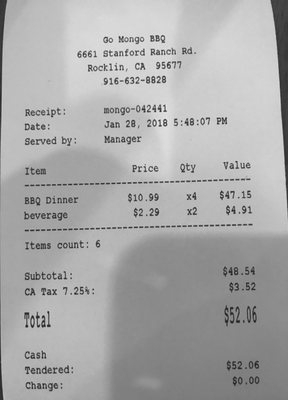 Go Mongo BBQ
6661 Stanford Ranch Rd.
Rocklin, CA 95677
916-632-8828
Receipt: mongo-042441
Date: Jan 28, 2018 5:48:07 PM
Served by: Manager
Item Price Qty Value
BBQ Dinner $10.99 x4 $47.15
beverage $2.29 x2 $4.91
Items count: 6
Subtotal: $48.54
CA Tax 7.25%: $3.52
Total $52.06
Cash
Tendered: $52.06
Change: $0.00